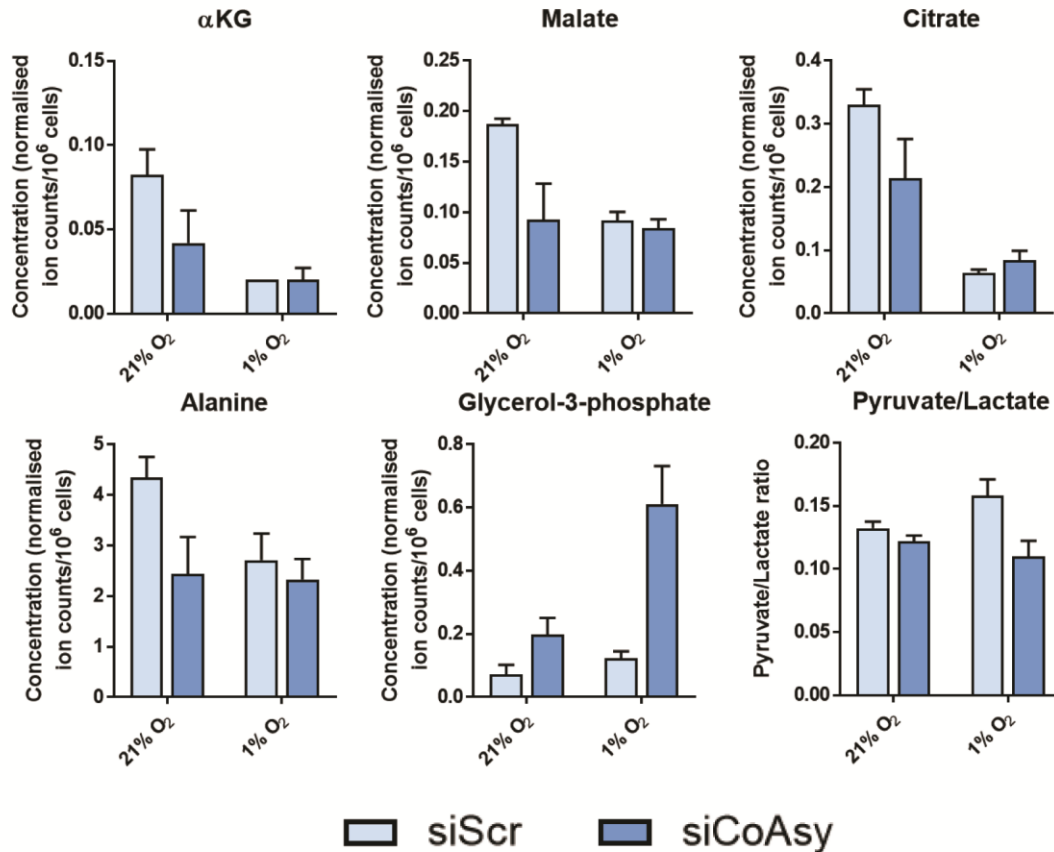 αKG
Concentration (normalised
ion counts/10⁶ cells)
0.15
0.10
0.05
0.00
21% O₂
1% O₂
Malate
Concentration (normalised
ion counts/10⁶ cells)
0.25
0.20
0.15
0.10
0.05
0.00
21% O₂
1% O₂
Citrate
Concentration (normalised
ion counts/10⁶ cells)
0.4
0.3
0.2
0.1
0.0
21% O₂
1% O₂
Alanine
Concentration (normalised
ion counts/10⁶ cells)
5
4
3
2
1
0
21% O₂
1% O₂
Glycerol-3-phosphate
Concentration (normalised
ion counts/10⁶ cells)
0.8
0.6
0.4
0.2
0.0
21% O₂
1% O₂
Pyruvate/Lactate
Pyruvate/Lactate ratio
0.20
0.15
0.10
0.05
0.00
21% O₂
1% O₂
siScr
siCoAsy